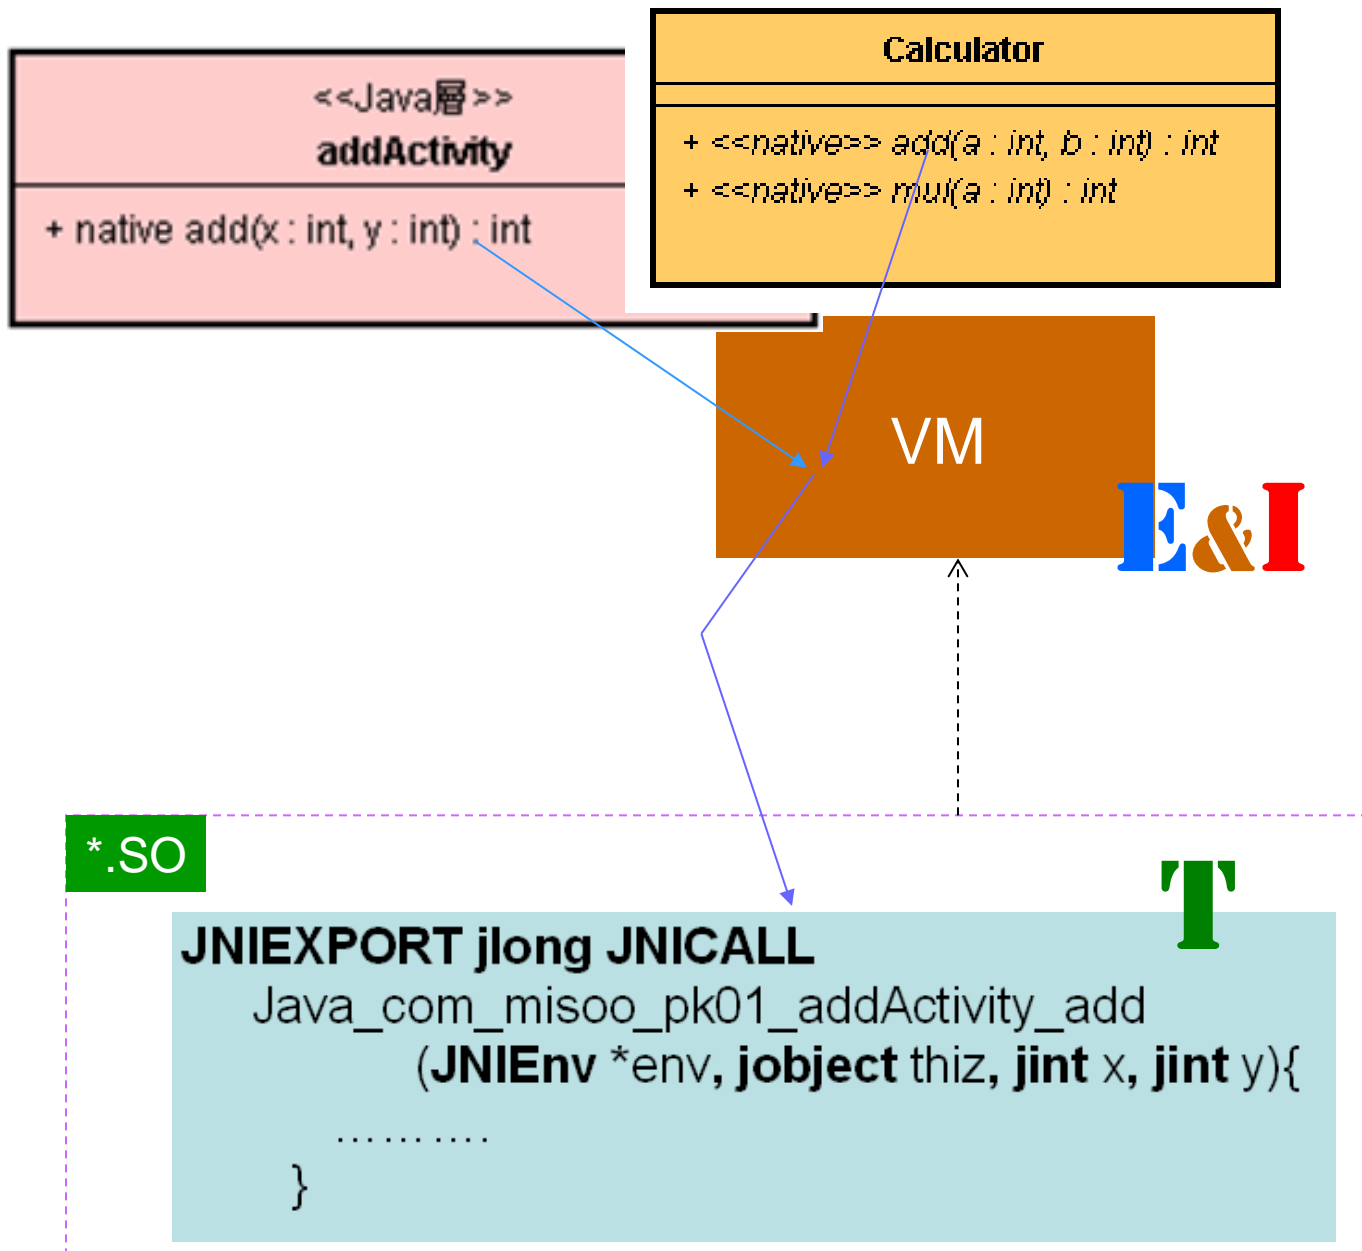 <<Java層>>
addActivity
+ native add(x : int, y : int) : int
Calculator
+ <<native>> add(a : int, b : int) : int
+ <<native>> mul(a : int) : int
VM
E&I
*.SO
T
JNIEXPORT jlong JNICALL
Java_com_misoo_pk01_addActivity_add
(JNIEnv *env, jobject thiz, jint x, jint y){
……….
}